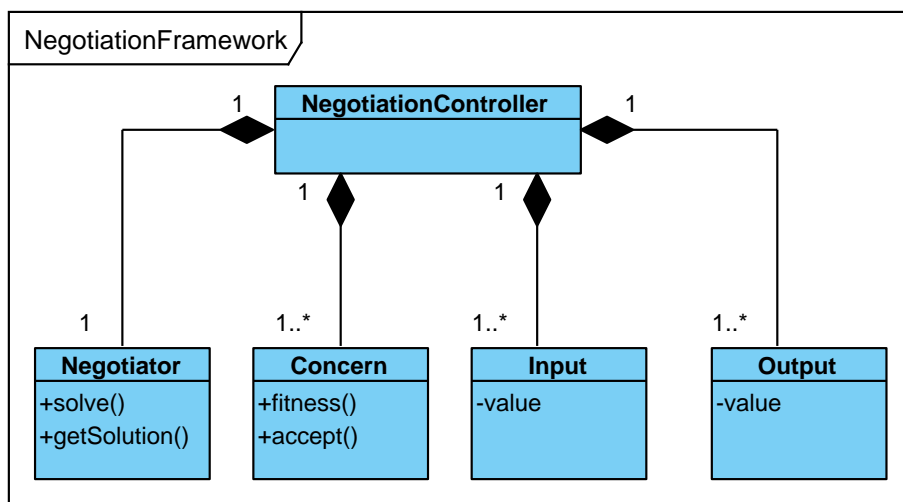 NegotiationFramework
NegotiationController
1
1
1
1
1
1..*
1..*
1..*
Negotiator
+solve()
+getSolution()
Concern
+fitness()
+accept()
Input
-value
Output
-value